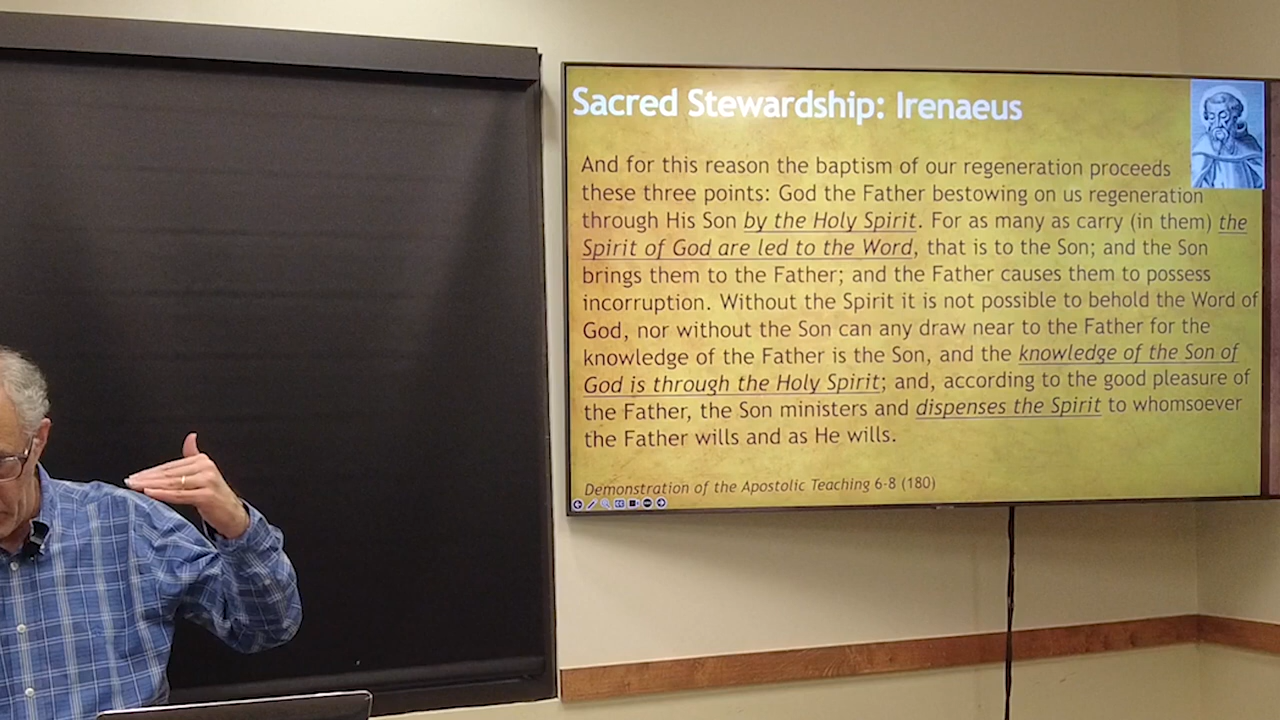 Sacred Stewardship: Irenaeus
And for this reason the baptism of our regeneration proceeds
these three points: God the Father bestowing on us regeneration
through His Son by the Holy Spirit. For as many as carry (in them) the
Spirit of God are led to the Word, that is to the Son; and the Son
brings them to the Father; and the Father causes them to possess
incorruption. Without the Spirit it is not possible to behold the Word of
God, nor without the Son can any draw near to the Father for the
knowledge of the Father is the Son, and the knowledge of the Son of
God is through the Holy Spirit; and, according to the good pleasure of
the Father, the Son ministers and dispenses the Spirit to whomsoever
the Father wills and as He wills.
Demonstration of the Apostolic Teaching 6-8 (180)